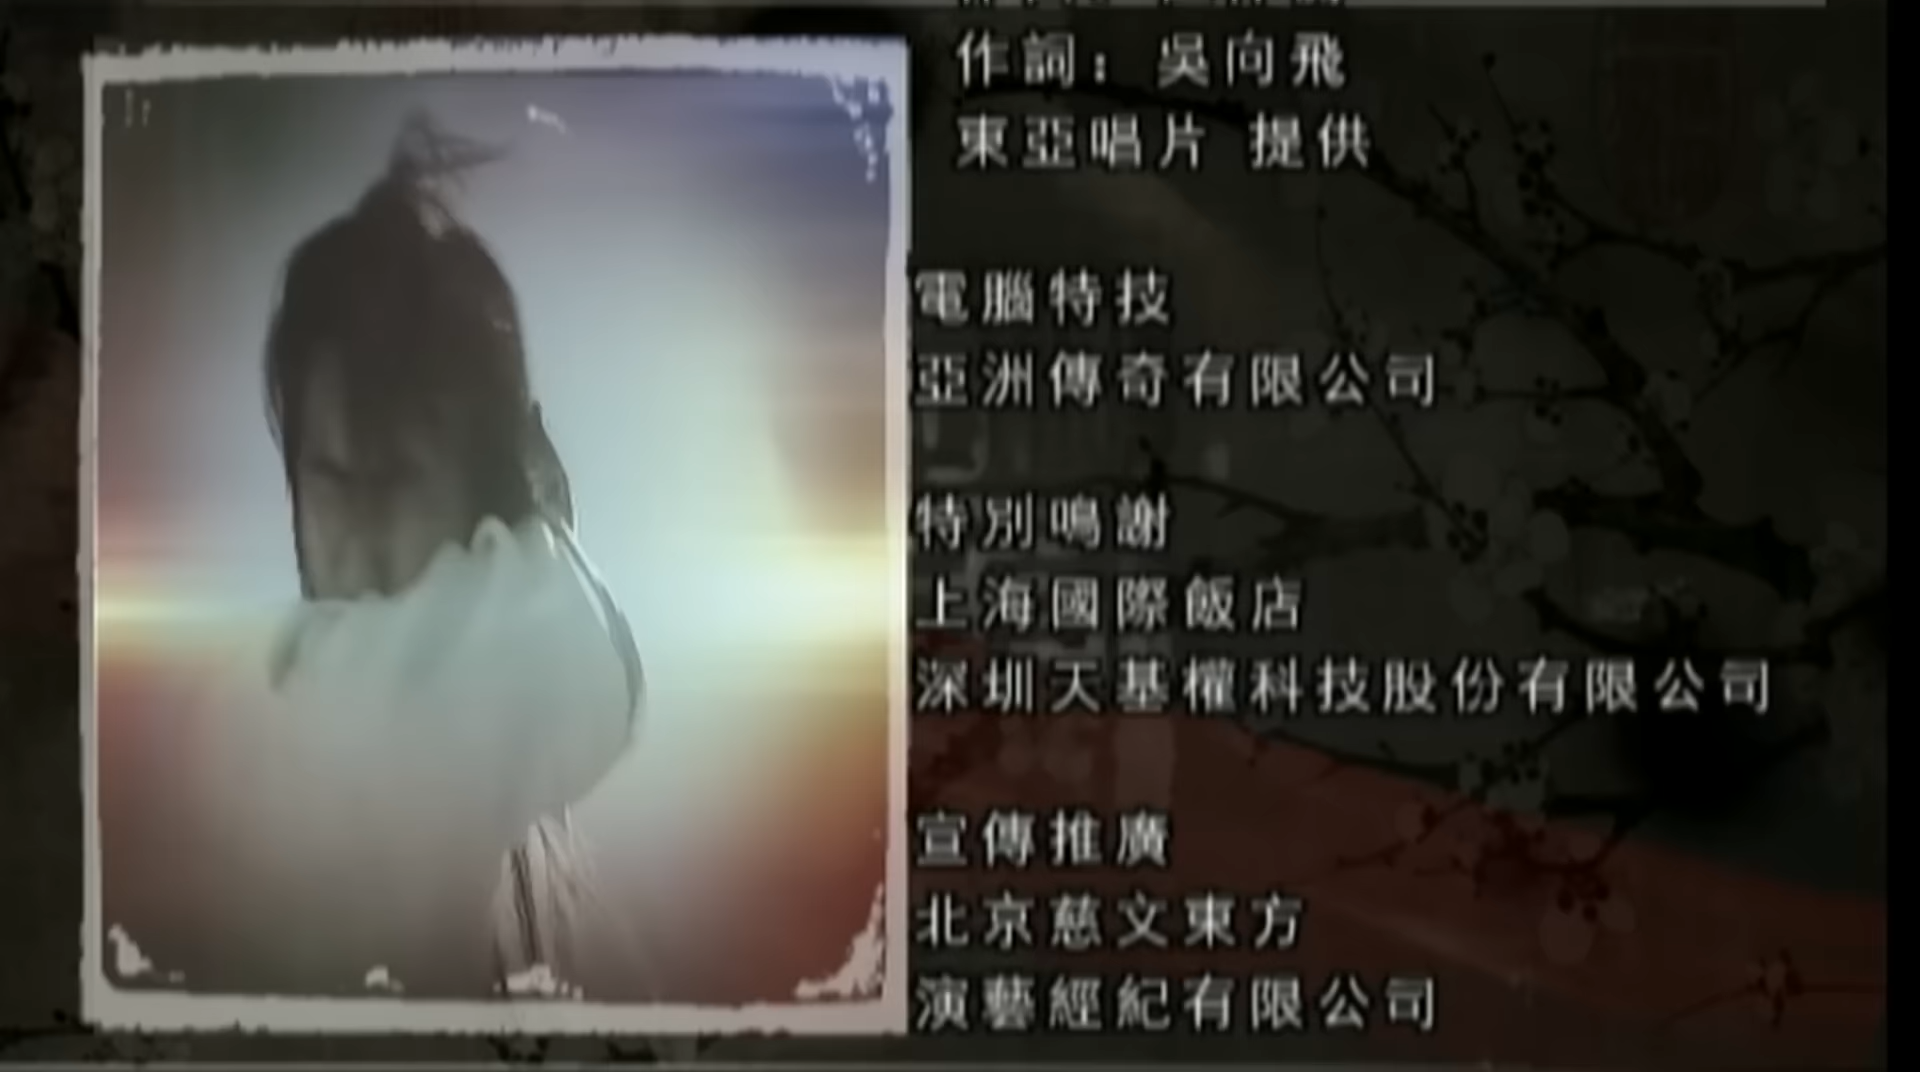 作詞：吳向飛
東亞唱片 提供
電腦特技
亞洲傳奇有限公司
特別鳴謝
上海國際飯店
深圳天基權科技股份有限公司
宣傳推廣
北京慈文東方
演藝經紀有限公司